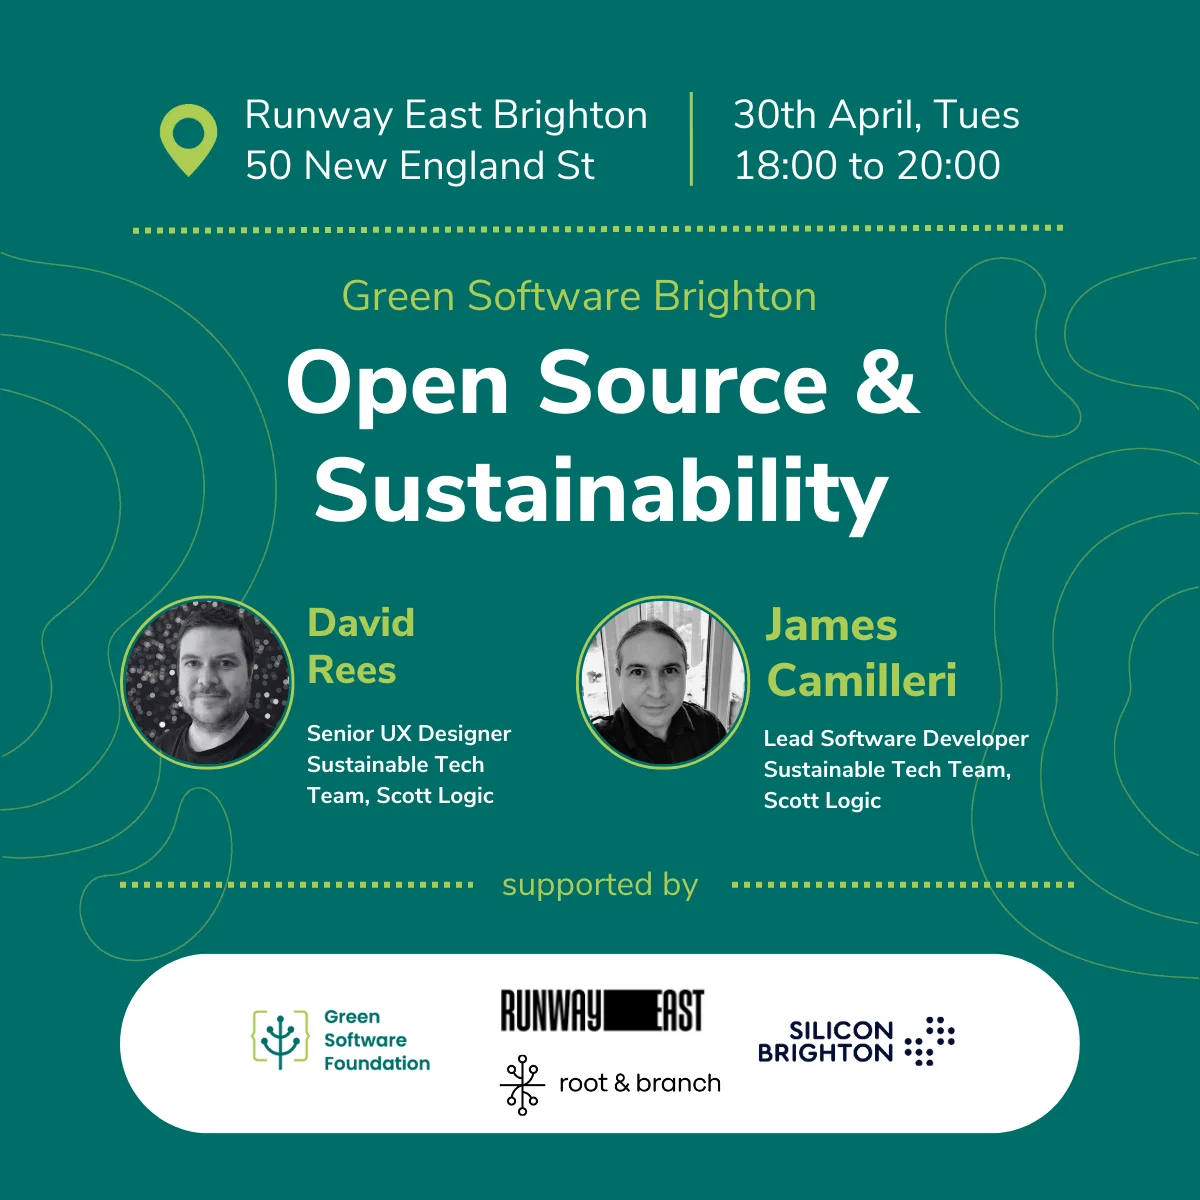 Runway East Brighton
50 New England St
30th April, Tues
18:00 to 20:00
Green Software Brighton
Open Source &
Sustainability
David
Rees
Senior UX Designer
Sustainable Tech
Team, Scott Logic
James
Camilleri
Lead Software Developer
Sustainable Tech Team,
Scott Logic
supported by
Green
Software
Foundation
RUNWAY EAST
root & branch
SILICON
BRIGHTON